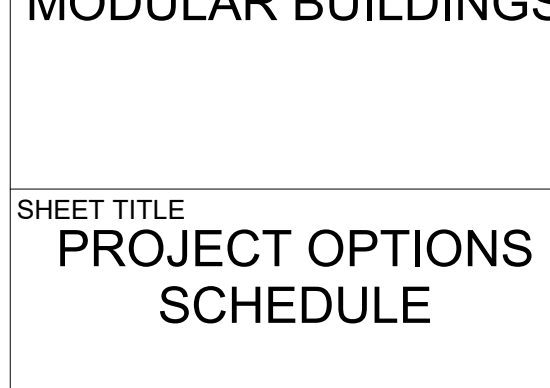 MODULAR BUILDINGS
SHEET TITLE
PROJECT OPTIONS
SCHEDULE